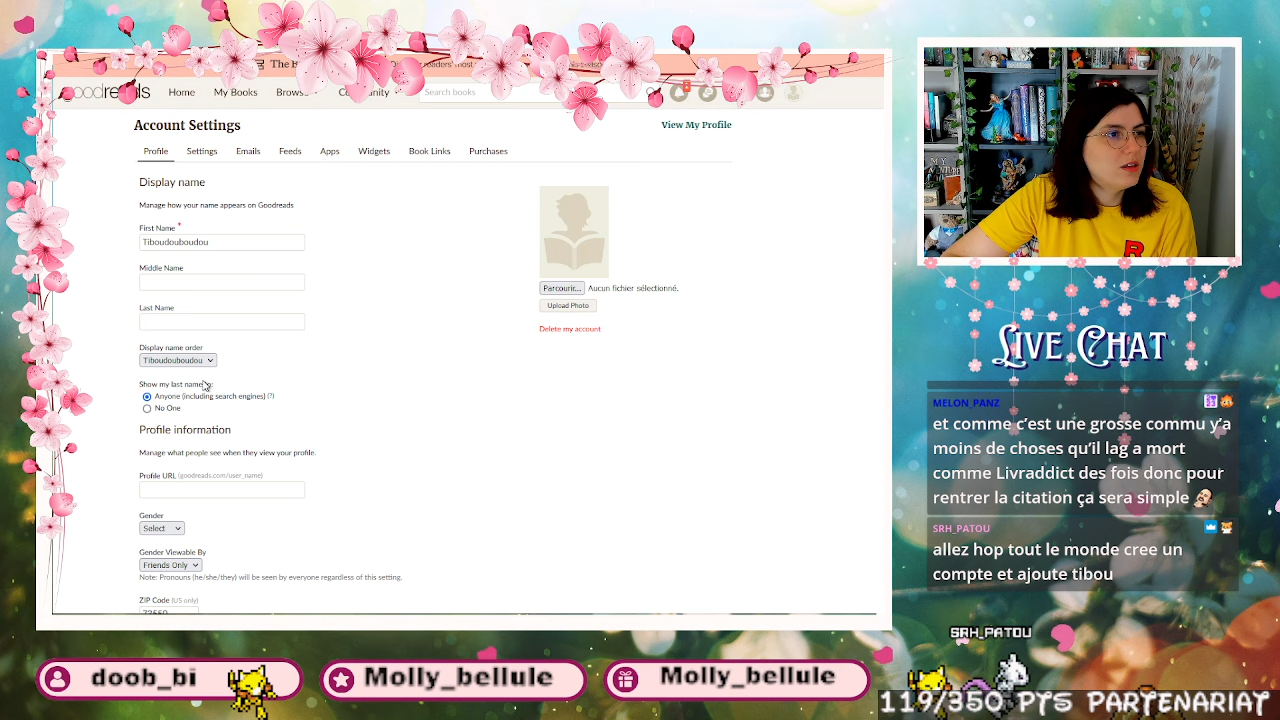 The
readers' most
goodreads Home My Books Brows Community Search books
Account Settings
View My Profile
Profile Settings Emails Feeds Apps Widgets Book Links Purchases
Display name
Manage how your name appears on Goodreads
First Name *
Tiboudouboudou
Middle Name
Last Name
Display name order
Tiboudouboudou
Show my last name to:
Anyone (including search engines) (?)
No One
Profile information
Manage what people see when they view your profile.
Profile URL (goodreads.com/user_name)
Gender
Select
Gender Viewable By
Friends Only
Note: Pronouns (he/she/they) will be seen by everyone regardless of this setting.
ZIP Code (US only)
Parcourir... Aucun fichier sélectionné.
Upload Photo
Delete my account
MY
ADVENTURE
R
Live Chat
MELON_PANZ
et comme c'est une grosse commu y'a
moins de choses qu'il lag a mort
comme Livraddict des fois donc pour
rentrer la citation ça sera simple
SRH_PATOU
allez hop tout le monde cree un
compte et ajoute tibou
SRH_PATOU
doob_bi
Molly_bellule
Molly_bellule
119/350 PTS PARTENARIAT